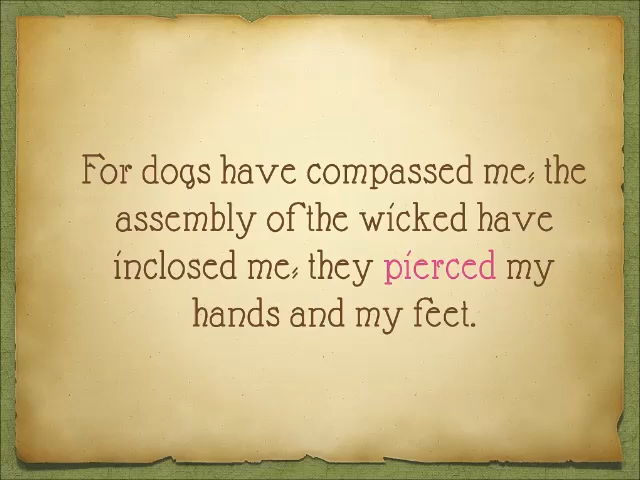 For dogs have compassed me, the
assembly of the wicked have
inclosed me, they pierced my
hands and my feet.